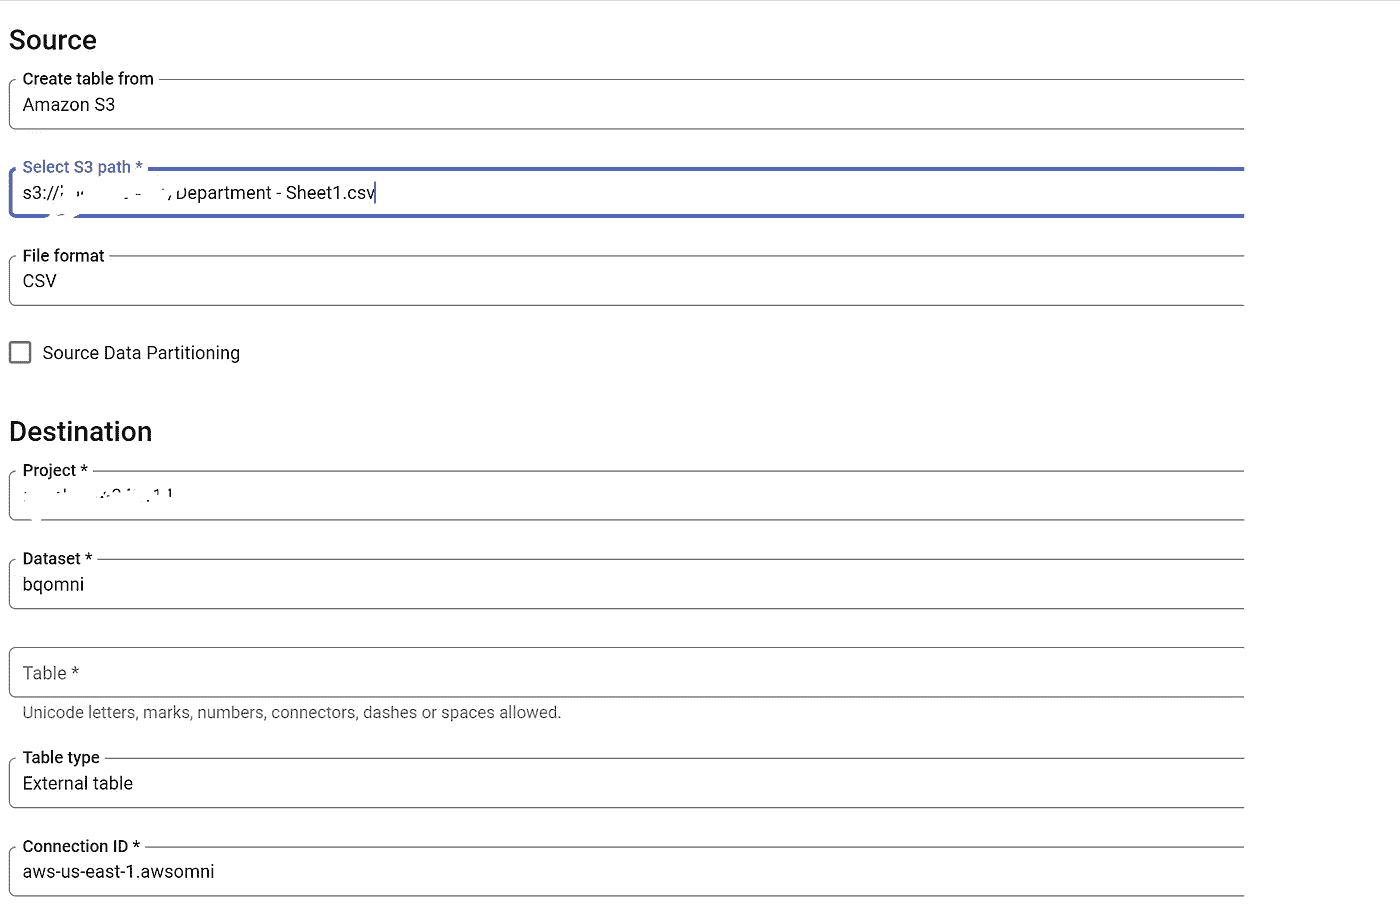 Source
Create table from
Amazon S3
Select S3 path *
s3:// Department - Sheet1.csv
File format
CSV
Source Data Partitioning
Destination
Project *
Dataset *
bqomni
Table *
Unicode letters, marks, numbers, connectors, dashes or spaces allowed.
Table type
External table
Connection ID *
aws-us-east-1.awsomni